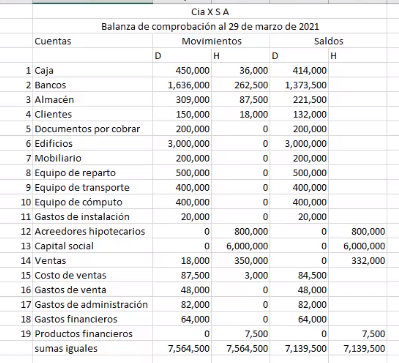 Cia X S A
Balanza de comprobación al 29 de marzo de 2021
Cuentas Movimientos Saldos
D H D H
1 Caja 450,000 36,000 414,000
2 Bancos 1,636,000 262,500 1,373,500
3 Almacén 309,000 87,500 221,500
4 Clientes 150,000 18,000 132,000
5 Documentos por cobrar 200,000 0 200,000
6 Edificios 3,000,000 0 3,000,000
7 Mobiliario 200,000 0 200,000
8 Equipo de reparto 500,000 0 500,000
9 Equipo de transporte 400,000 0 400,000
10 Equipo de cómputo 400,000 0 400,000
11 Gastos de instalación 20,000 0 20,000
12 Acreedores hipotecarios 0 800,000 0 800,000
13 Capital social 0 6,000,000 0 6,000,000
14 Ventas 18,000 350,000 0 332,000
15 Costo de ventas 87,500 3,000 84,500
16 Gastos de venta 48,000 0 48,000
17 Gastos de administración 82,000 0 82,000
18 Gastos financieros 64,000 0 64,000
19 Productos financieros 0 7,500 0 7,500
sumas iguales 7,564,500 7,564,500 7,139,500 7,139,500